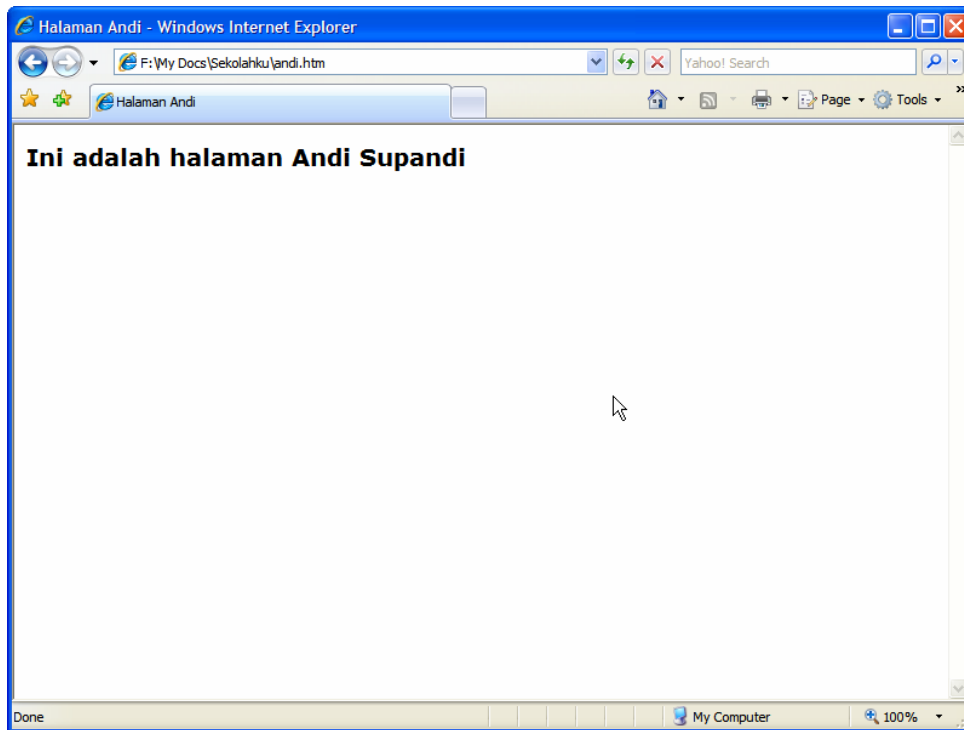 Halaman Andi - Windows Internet Explorer
F:\My Docs\Sekolahku\andi.htm
Yahoo! Search
Halaman Andi
Page
Tools
»
Ini adalah halaman Andi Supandi
Done
My Computer
100%